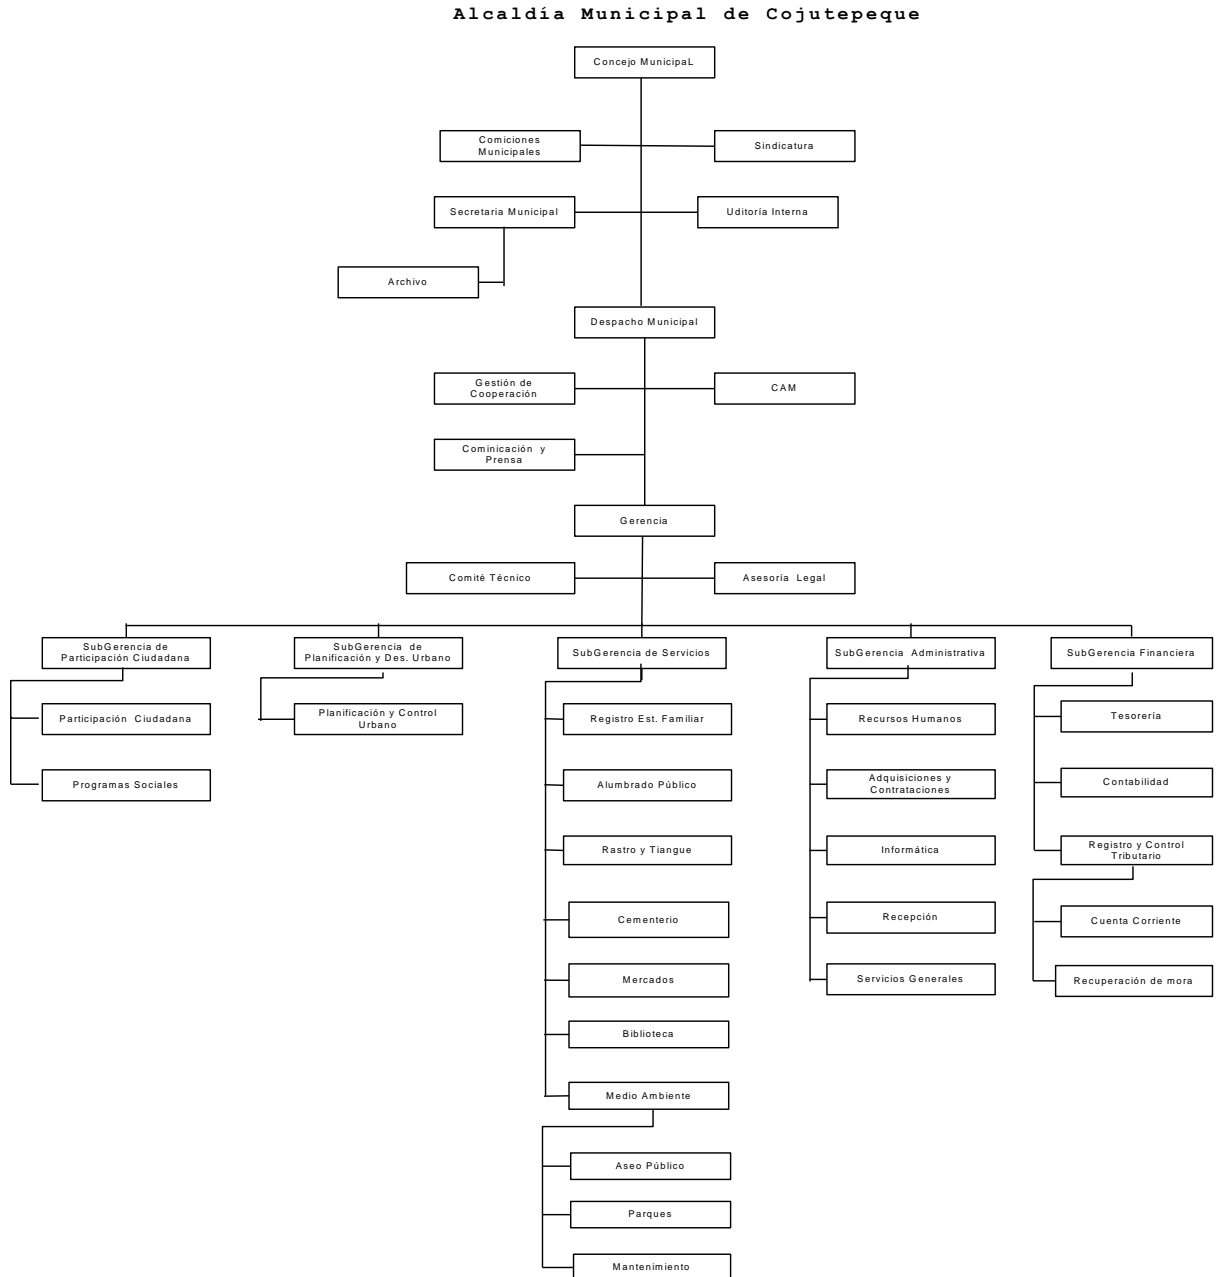 Alcaldía Municipal de Cojutepeque
Concejo MunicipaL
Comiciones
Municipales
Sindicatura
Secretaria Municipal
Uditoría Interna
Archivo
Despacho Municipal
Gestión de
Cooperación
CAM
Cominicación y
Prensa
Gerencia
Comité Técnico
Asesoría Legal
SubGerencia de
Participación Ciudadana
SubGerencia de
Planificación y Des. Urbano
SubGerencia de Servicios
SubGerencia Administrativa
SubGerencia Financiera
Participación Ciudadana
Programas Sociales
Planificación y Control
Urbano
Registro Est. Familiar
Alumbrado Público
Rastro y Tiangue
Cementerio
Mercados
Biblioteca
Medio Ambiente
Aseo Público
Parques
Mantenimiento
Recursos Humanos
Adquisiciones y
Contrataciones
Informática
Recepción
Servicios Generales
Tesorería
Contabilidad
Registro y Control
Tributario
Cuenta Corriente
Recuperación de mora